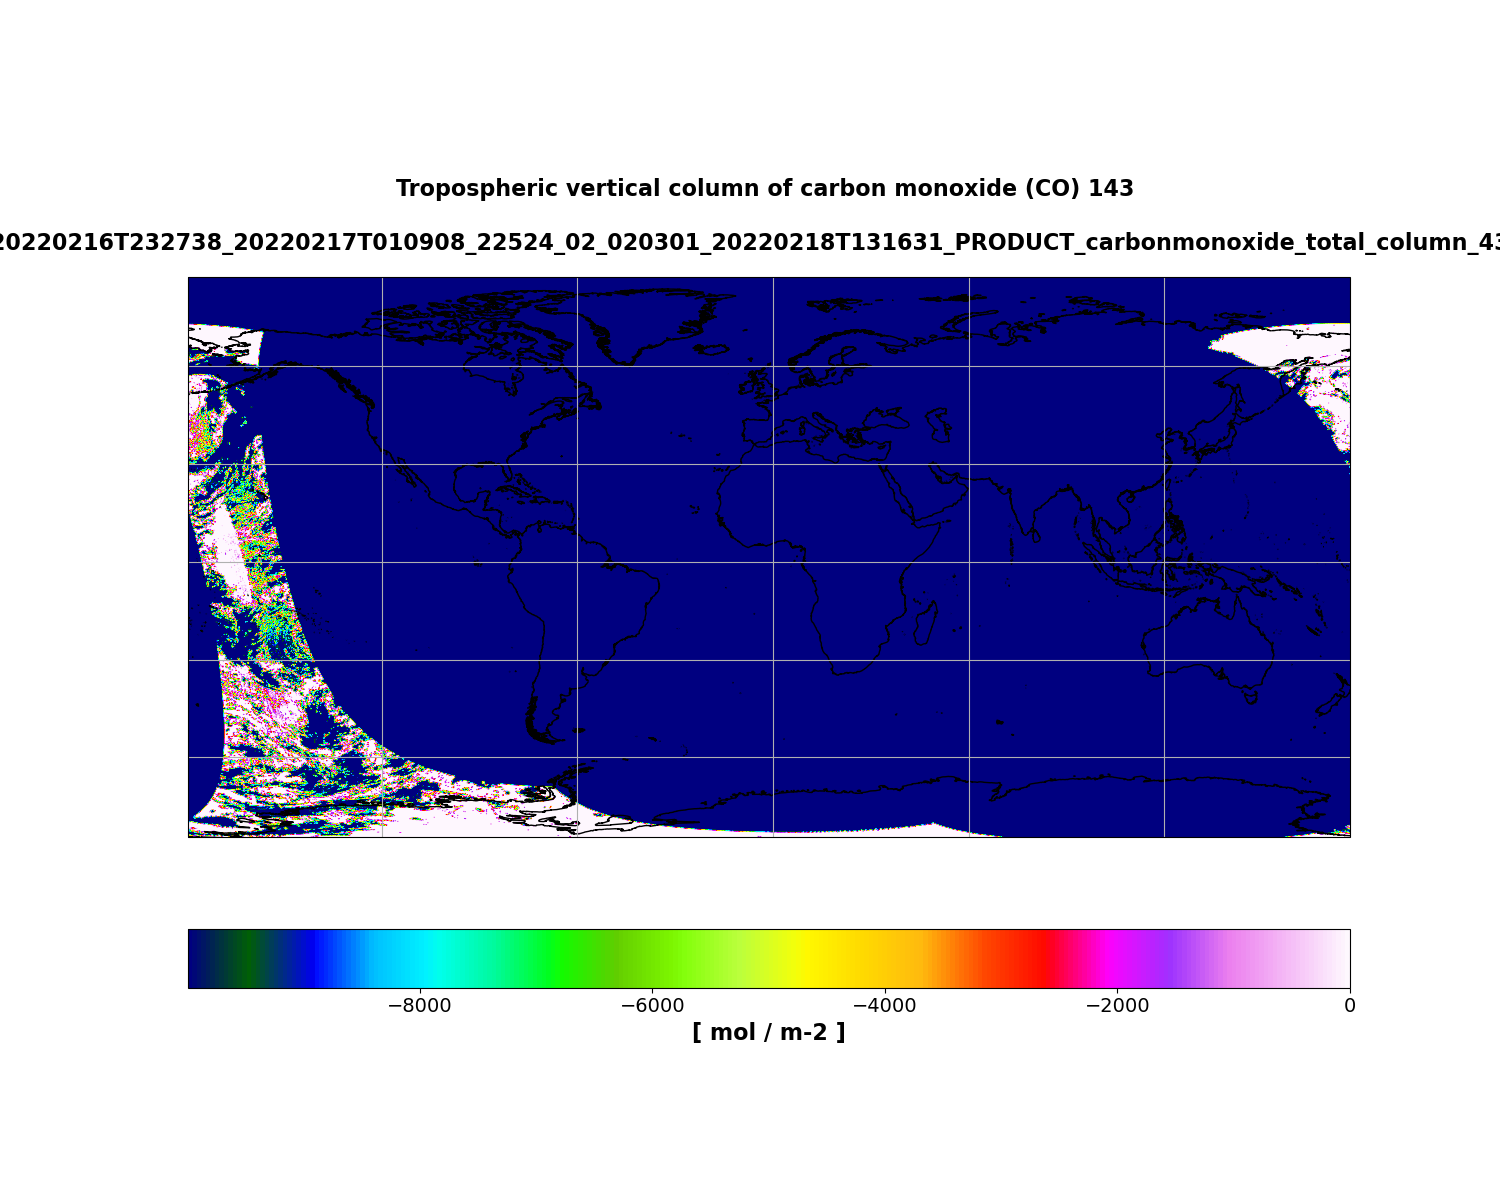 Tropospheric vertical column of carbon monoxide (CO) 143
20220216T232738_20220217T010908_22524_02_020301_20220218T131631_PRODUCT_carbonmonoxide_total_column_43
−8000 −6000 −4000 −2000 0
[ mol / m-2 ]